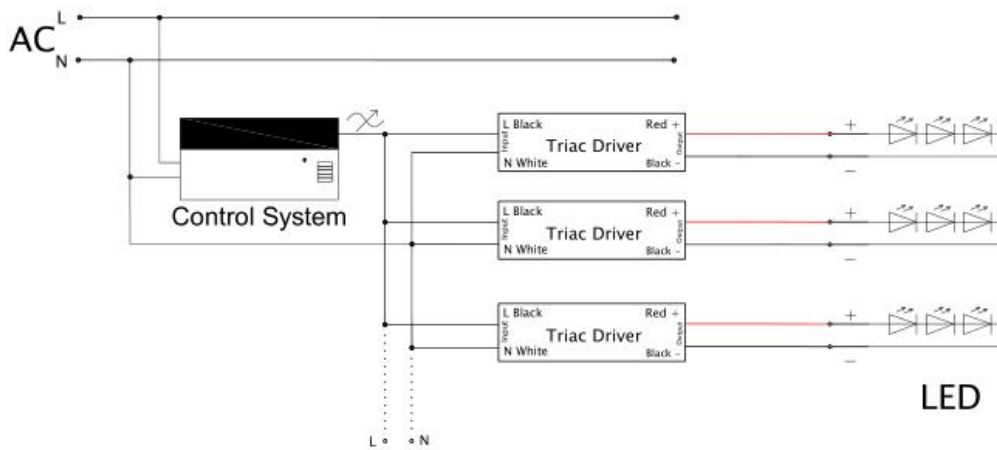 L
AC
N
Control System
L Black
Red +
Input
Triac Driver
Output
N White
Black -
+
−
L Black
Red +
Input
Triac Driver
Output
N White
Black -
+
−
L Black
Red +
Input
Triac Driver
Output
N White
Black -
+
−
LED
L
N